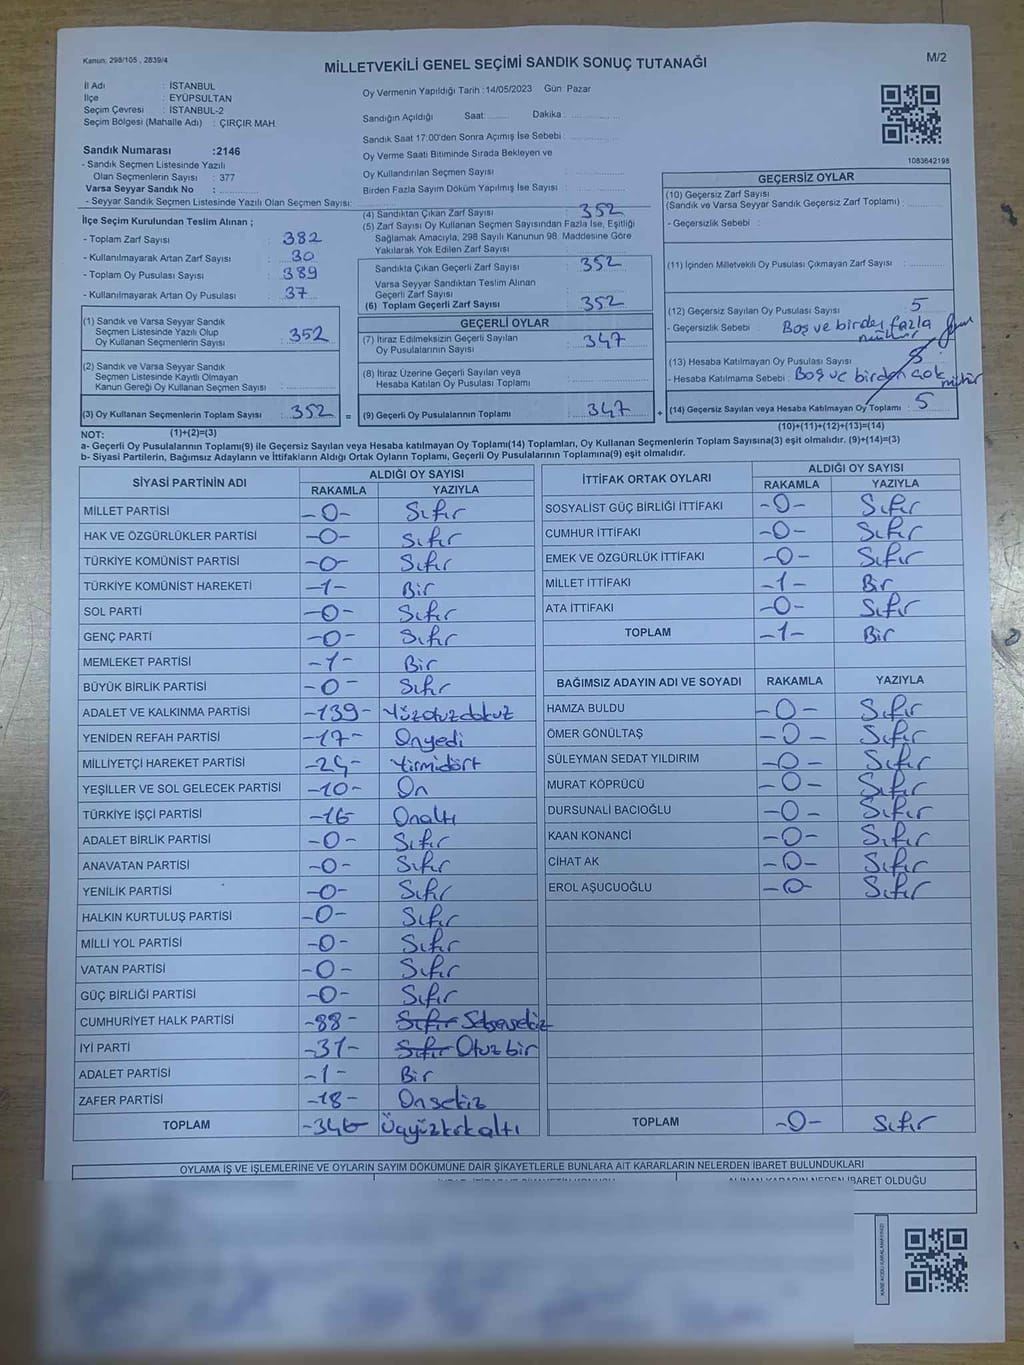 Kanun, 298/105 , 2839/4
M/2
MİLLETVEKİLİ GENEL SEÇİMİ SANDIK SONUÇ TUTANAĞI
İl Adı : İSTANBUL
İlçe : EYÜPSULTAN
Seçim Çevresi : İSTANBUL-2
Seçim Bölgesi (Mahalle Adı) : ÇIRÇIR MAH.
Sandık Numarası :2146
- Sandık Seçmen Listesinde Yazılı
Olan Seçmenlerin Sayısı : 377
Varsa Seyyar Sandık No :
- Seyyar Sandık Seçmen Listesinde Yazılı Olan Seçmen Sayısı:
Oy Vermenin Yapıldığı Tarih :14/05/2023 Gün Pazar
Sandığın Açıldığı Saat: Dakika :
Sandık Saat 17:00'den Sonra Açımış İse Sebebi :
Oy Verme Saati Bitiminde Sırada Bekleyen ve
Oy Kullandırılan Seçmen Sayısı :
Birden Fazla Sayım Döküm Yapılmış İse Sayısı :
1083642198
İlçe Seçim Kurulundan Teslim Alınan ;
- Toplam Zarf Sayısı : 382
- Kullanılmayarak Artan Zarf Sayısı : 30
- Toplam Oy Pusulası Sayısı : 389
- Kullanılmayarak Artan Oy Pusulası : 37
(1) Sandık ve Varsa Seyyar Sandık
Seçmen Listesinde Yazılı Olup
Oy Kullanan Seçmenlerin Sayısı : 352
(2) Sandık ve Varsa Seyyar Sandık
Seçmen Listesinde Kayıtlı Olmayan
Kanun Gereği Oy Kullanan Seçmen Sayısı :
(3) Oy Kullanan Seçmenlerin Toplam Sayısı : 352 =
(1)+(2)=(3)
(4) Sandıktan Çıkan Zarf Sayısı : 352
(5) Zarf Sayısı Oy Kullanan Seçmen Sayısından Fazla İse, Eşitliği
Sağlamak Amacıyla, 298 Sayılı Kanunun 98. Maddesine Göre
Yakılarak Yok Edilen Zarf Sayısı :
Sandıkta Çıkan Geçerli Zarf Sayısı : 352
Varsa Seyyar Sandıktan Teslim Alınan
Geçerli Zarf Sayısı :
(6) Toplam Geçerli Zarf Sayısı : 352
GEÇERLİ OYLAR
(7) İtiraz Edilmeksizin Geçerli Sayılan
Oy Pusulalarının Sayısı : 347
(8) İtiraz Üzerine Geçerli Sayılan veya
Hesaba Katılan Oy Pusulası Toplamı :
(9) Geçerli Oy Pusulalarının Toplamı : 347 +
GEÇERSİZ OYLAR
(10) Geçersiz Zarf Sayısı
(Sandık ve Varsa Seyyar Sandık Geçersiz Zarf Toplamı) :
- Geçersizlik Sebebi :
(11) İçinden Milletvekili Oy Pusulası Çıkmayan Zarf Sayısı :
(12) Geçersiz Sayılan Oy Pusulası Sayısı : 5
- Geçersizlik Sebebi : Boş ve birden fazla
mühür
(13) Hesaba Katılmayan Oy Pusulası Sayısı : 5
- Hesaba Katılmama Sebebi : Boş ve birden çok
mühür
(14) Geçersiz Sayılan veya Hesaba Katılmayan Oy Toplamı : 5
(10)+(11)+(12)+(13)=(14)
NOT:
a- Geçerli Oy Pusulalarının Toplamı(9) ile Geçersiz Sayılan veya Hesaba Katılmayan Oy Toplamı(14) Toplamları, Oy Kullanan Seçmenlerin Toplam Sayısına(3) eşit olmalıdır. (9)+(14)=(3)
b- Siyasi Partilerin, Bağımsız Adayların ve İttifakların Aldığı Ortak Oyların Toplamı, Geçerli Oy Pusulalarının Toplamına(9) eşit olmalıdır.
SİYASİ PARTİNİN ADI ALDIĞI OY SAYISI
RAKAMLA YAZIYLA
MİLLET PARTİSİ -0- Sıfır
HAK VE ÖZGÜRLÜKLER PARTİSİ -0- Sıfır
TÜRKİYE KOMÜNİST PARTİSİ -0- Sıfır
TÜRKİYE KOMÜNİST HAREKETİ -1- Bir
SOL PARTİ -0- Sıfır
GENÇ PARTİ -0- Sıfır
MEMLEKET PARTİSİ -1- Bir
BÜYÜK BİRLİK PARTİSİ -0- Sıfır
ADALET VE KALKINMA PARTİSİ -139- Yüzotuzdokuz
YENİDEN REFAH PARTİSİ -17- Onyedi
MİLLİYETÇİ HAREKET PARTİSİ -24- Yirmidört
YEŞİLLER VE SOL GELECEK PARTİSİ -10- On
TÜRKİYE İŞÇİ PARTİSİ -16 Onaltı
ADALET BİRLİK PARTİSİ -0- Sıfır
ANAVATAN PARTİSİ -0- Sıfır
YENİLİK PARTİSİ -0- Sıfır
HALKIN KURTULUŞ PARTİSİ -0- Sıfır
MİLLİ YOL PARTİSİ -0- Sıfır
VATAN PARTİSİ -0- Sıfır
GÜÇ BİRLİĞİ PARTİSİ -0- Sıfır
CUMHURİYET HALK PARTİSİ -88- Sıfır Seksensekiz
İYİ PARTİ -31- Sıfır Otuz bir
ADALET PARTİSİ -1- Bir
ZAFER PARTİSİ -18- Onsekiz
TOPLAM -346 Üçyüzkırkaltı
İTTİFAK ORTAK OYLARI ALDIĞI OY SAYISI
RAKAMLA YAZIYLA
SOSYALİST GÜÇ BİRLİĞİ İTTİFAKI -0- Sıfır
CUMHUR İTTİFAKI -0- Sıfır
EMEK VE ÖZGÜRLÜK İTTİFAKI -0- Sıfır
MİLLET İTTİFAKI -1- Bir
ATA İTTİFAKI -0- Sıfır
TOPLAM -1- Bir
BAĞIMSIZ ADAYIN ADI VE SOYADI RAKAMLA YAZIYLA
HAMZA BULDU -0- Sıfır
ÖMER GÖNÜLTAŞ -0- Sıfır
SÜLEYMAN SEDAT YILDIRIM -0- Sıfır
MURAT KÖPRÜCÜ -0- Sıfır
DURSUNALİ BACIOĞLU -0- Sıfır
KAAN KONANCİ -0- Sıfır
CİHAT AK -0- Sıfır
EROL AŞUCUOĞLU -0- Sıfır
TOPLAM -0- Sıfır
OYLAMA İŞ VE İŞLEMLERİNE VE OYLARIN SAYIM DÖKÜMÜNE DAİR ŞİKAYETLERLE BUNLARA AİT KARARLARIN NELERDEN İBARET BULUNDUKLARI
ALINAN KARARIN NEDEN İBARET OLDUĞU